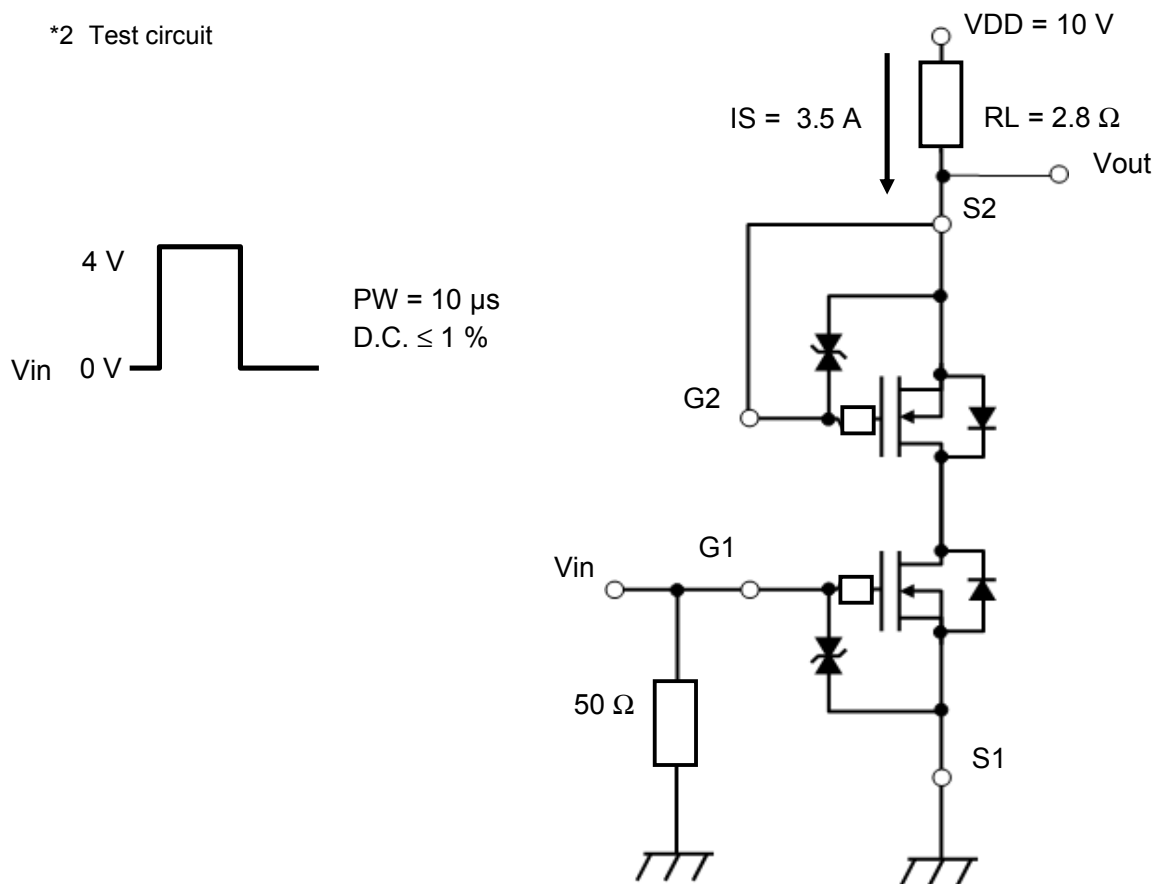 *2 Test circuit
VDD = 10 V
IS = 3.5 A
RL = 2.8 Ω
Vout
S2
4 V
PW = 10 µs
D.C. ≤ 1 %
Vin 0 V
G2
G1
Vin
50 Ω
S1